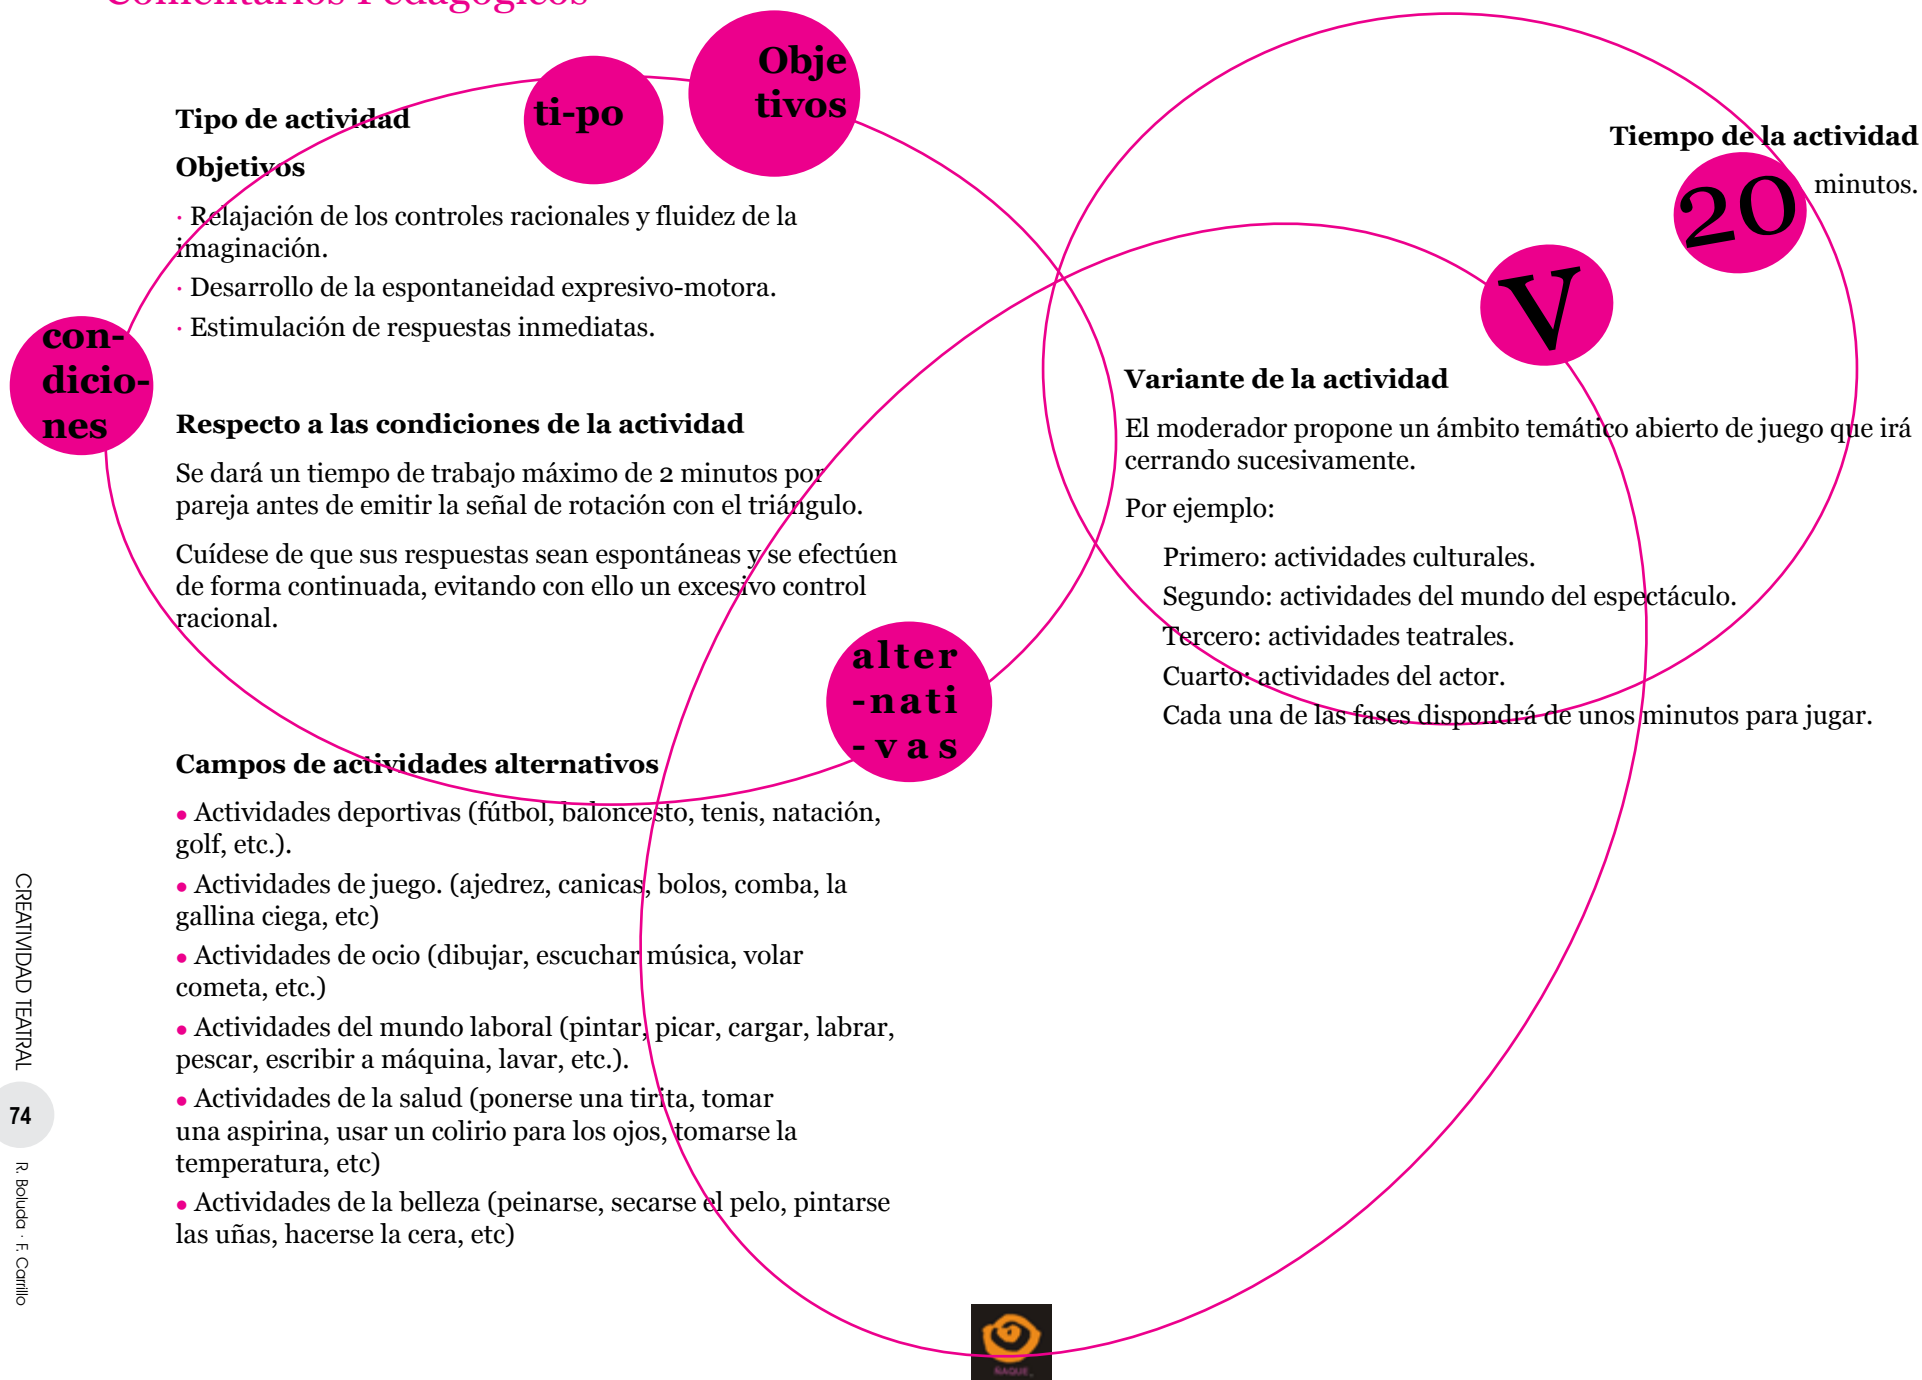 Comentarios Pedagógicos
ti-po
Obje
tivos
Tipo de actividad
Objetivos
· Relajación de los controles racionales y fluidez de la
imaginación.
· Desarrollo de la espontaneidad expresivo-motora.
· Estimulación de respuestas inmediatas.
con-
dicio-
nes
Respecto a las condiciones de la actividad
Se dará un tiempo de trabajo máximo de 2 minutos por
pareja antes de emitir la señal de rotación con el triángulo.
Cuídese de que sus respuestas sean espontáneas y se efectúen
de forma continuada, evitando con ello un excesivo control
racional.
alter
-nati
-vas
Campos de actividades alternativos
● Actividades deportivas (fútbol, baloncesto, tenis, natación,
golf, etc.).
● Actividades de juego. (ajedrez, canicas, bolos, comba, la
gallina ciega, etc)
● Actividades de ocio (dibujar, escuchar música, volar
cometa, etc.)
● Actividades del mundo laboral (pintar, picar, cargar, labrar,
pescar, escribir a máquina, lavar, etc.).
● Actividades de la salud (ponerse una tirita, tomar
una aspirina, usar un colirio para los ojos, tomarse la
temperatura, etc)
● Actividades de la belleza (peinarse, secarse el pelo, pintarse
las uñas, hacerse la cera, etc)
Tiempo de la actividad
20 minutos.
V
Variante de la actividad
El moderador propone un ámbito temático abierto de juego que irá
cerrando sucesivamente.
Por ejemplo:
Primero: actividades culturales.
Segundo: actividades del mundo del espectáculo.
Tercero: actividades teatrales.
Cuarto: actividades del actor.
Cada una de las fases dispondrá de unos minutos para jugar.
CREATIVIDAD TEATRAL
74
R. Boluda · F. Carrillo
ÑAQUE